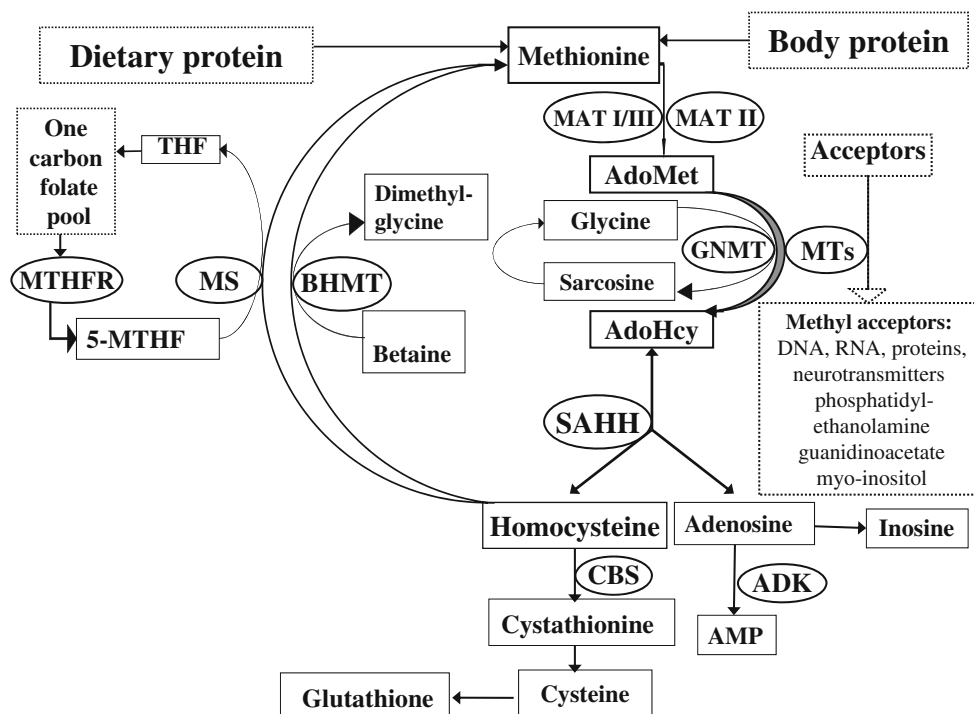 Dietary protein
Methionine
Body protein
MAT I/III
MAT II
One
carbon
folate
pool
THF
AdoMet
Acceptors
Dimethyl-
glycine
Glycine
GNMT
MTs
MTHFR
MS
BHMT
Sarcosine
5-MTHF
Betaine
AdoHcy
Methyl acceptors:
DNA, RNA, proteins,
neurotransmitters
phosphatidyl-
ethanolamine
guanidinoacetate
myo-inositol
SAHH
Homocysteine
Adenosine
Inosine
CBS
ADK
Cystathionine
AMP
Glutathione
Cysteine